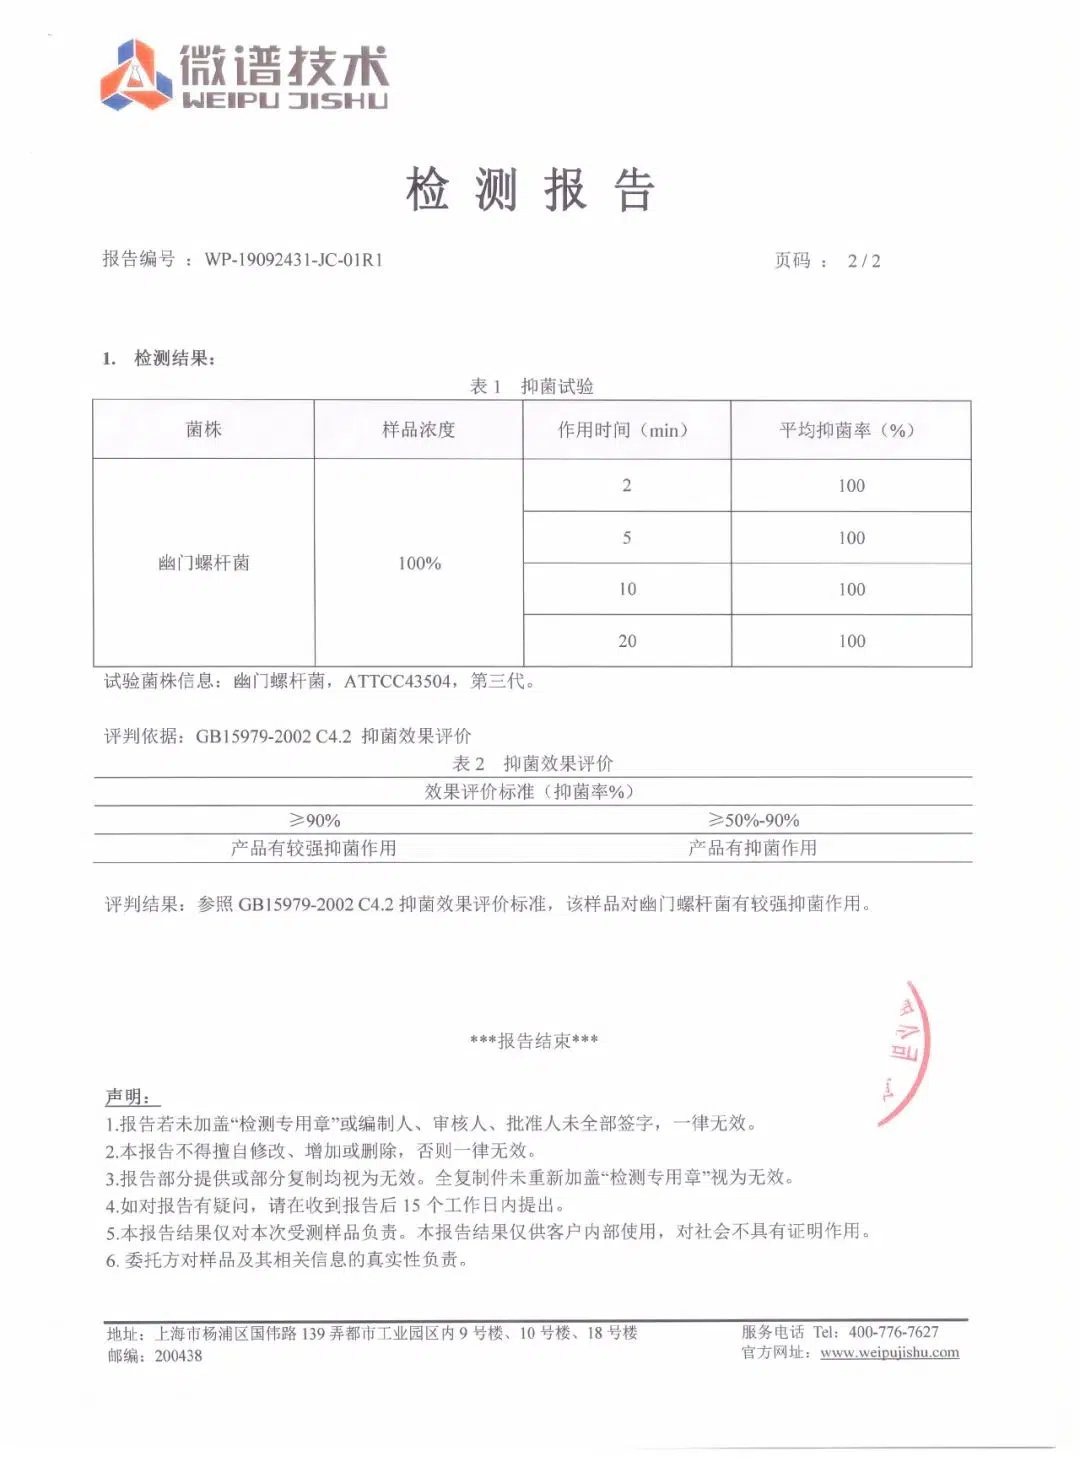 微谱技术
WEIPU JISHU
检测报告
报告编号 ： WP-19092431-JC-01R1
页码 ： 2 / 2
1. 检测结果：
表 1 抑菌试验
菌株 样品浓度 作用时间（min） 平均抑菌率（%）
幽门螺杆菌 100% 2 100
5 100
10 100
20 100
试验菌株信息：幽门螺杆菌，ATTCC43504，第三代。
评判依据：GB15979-2002 C4.2 抑菌效果评价
表 2 抑菌效果评价
效果评价标准（抑菌率%）
≥90% ≥50%-90%
产品有较强抑菌作用 产品有抑菌作用
评判结果：参照 GB15979-2002 C4.2 抑菌效果评价标准，该样品对幽门螺杆菌有较强抑菌作用。
公司
***报告结束***
声明：
1.报告若未加盖“检测专用章”或编制人、审核人、批准人未全部签字，一律无效。
2.本报告不得擅自修改、增加或删除，否则一律无效。
3.报告部分提供或部分复制均视为无效。全复制件未重新加盖“检测专用章”视为无效。
4.如对报告有疑问，请在收到报告后 15 个工作日内提出。
5.本报告结果仅对本次受测样品负责。本报告结果仅供客户内部使用，对社会不具有证明作用。
6. 委托方对样品及其相关信息的真实性负责。
地址：上海市杨浦区国伟路 139 弄都市工业园区内 9 号楼、10 号楼、18 号楼
服务电话 Tel：400-776-7627
邮编：200438
官方网址：www.weipujishu.com